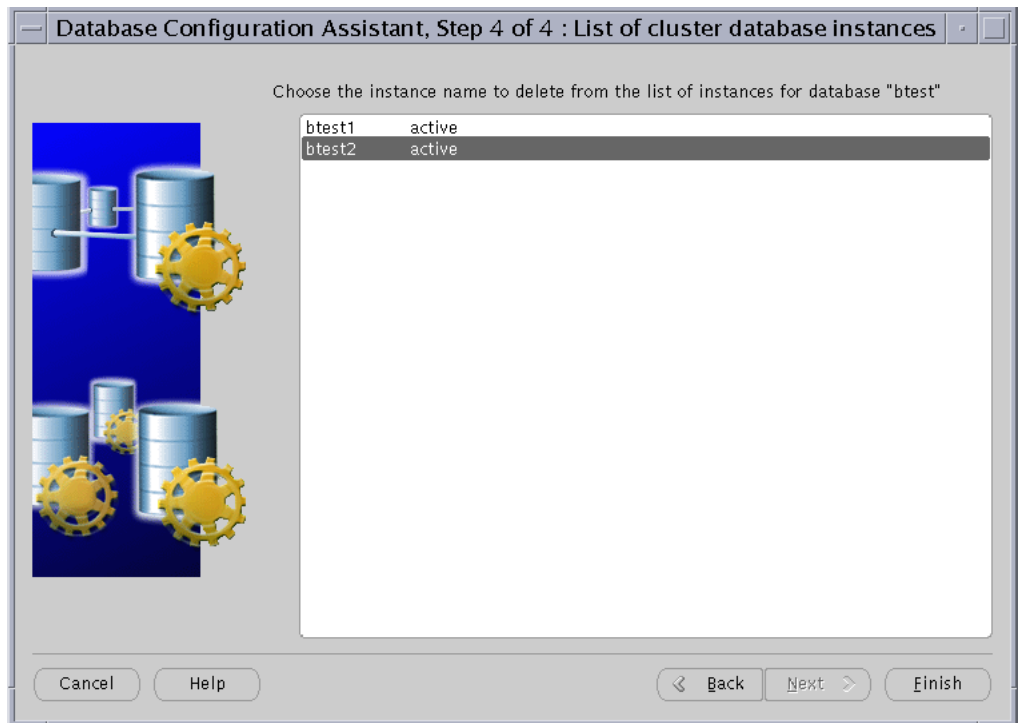 Database Configuration Assistant, Step 4 of 4 : List of cluster database instances
Choose the instance name to delete from the list of instances for database "btest"
btest1 active
btest2 active
Cancel Help Back Next Finish